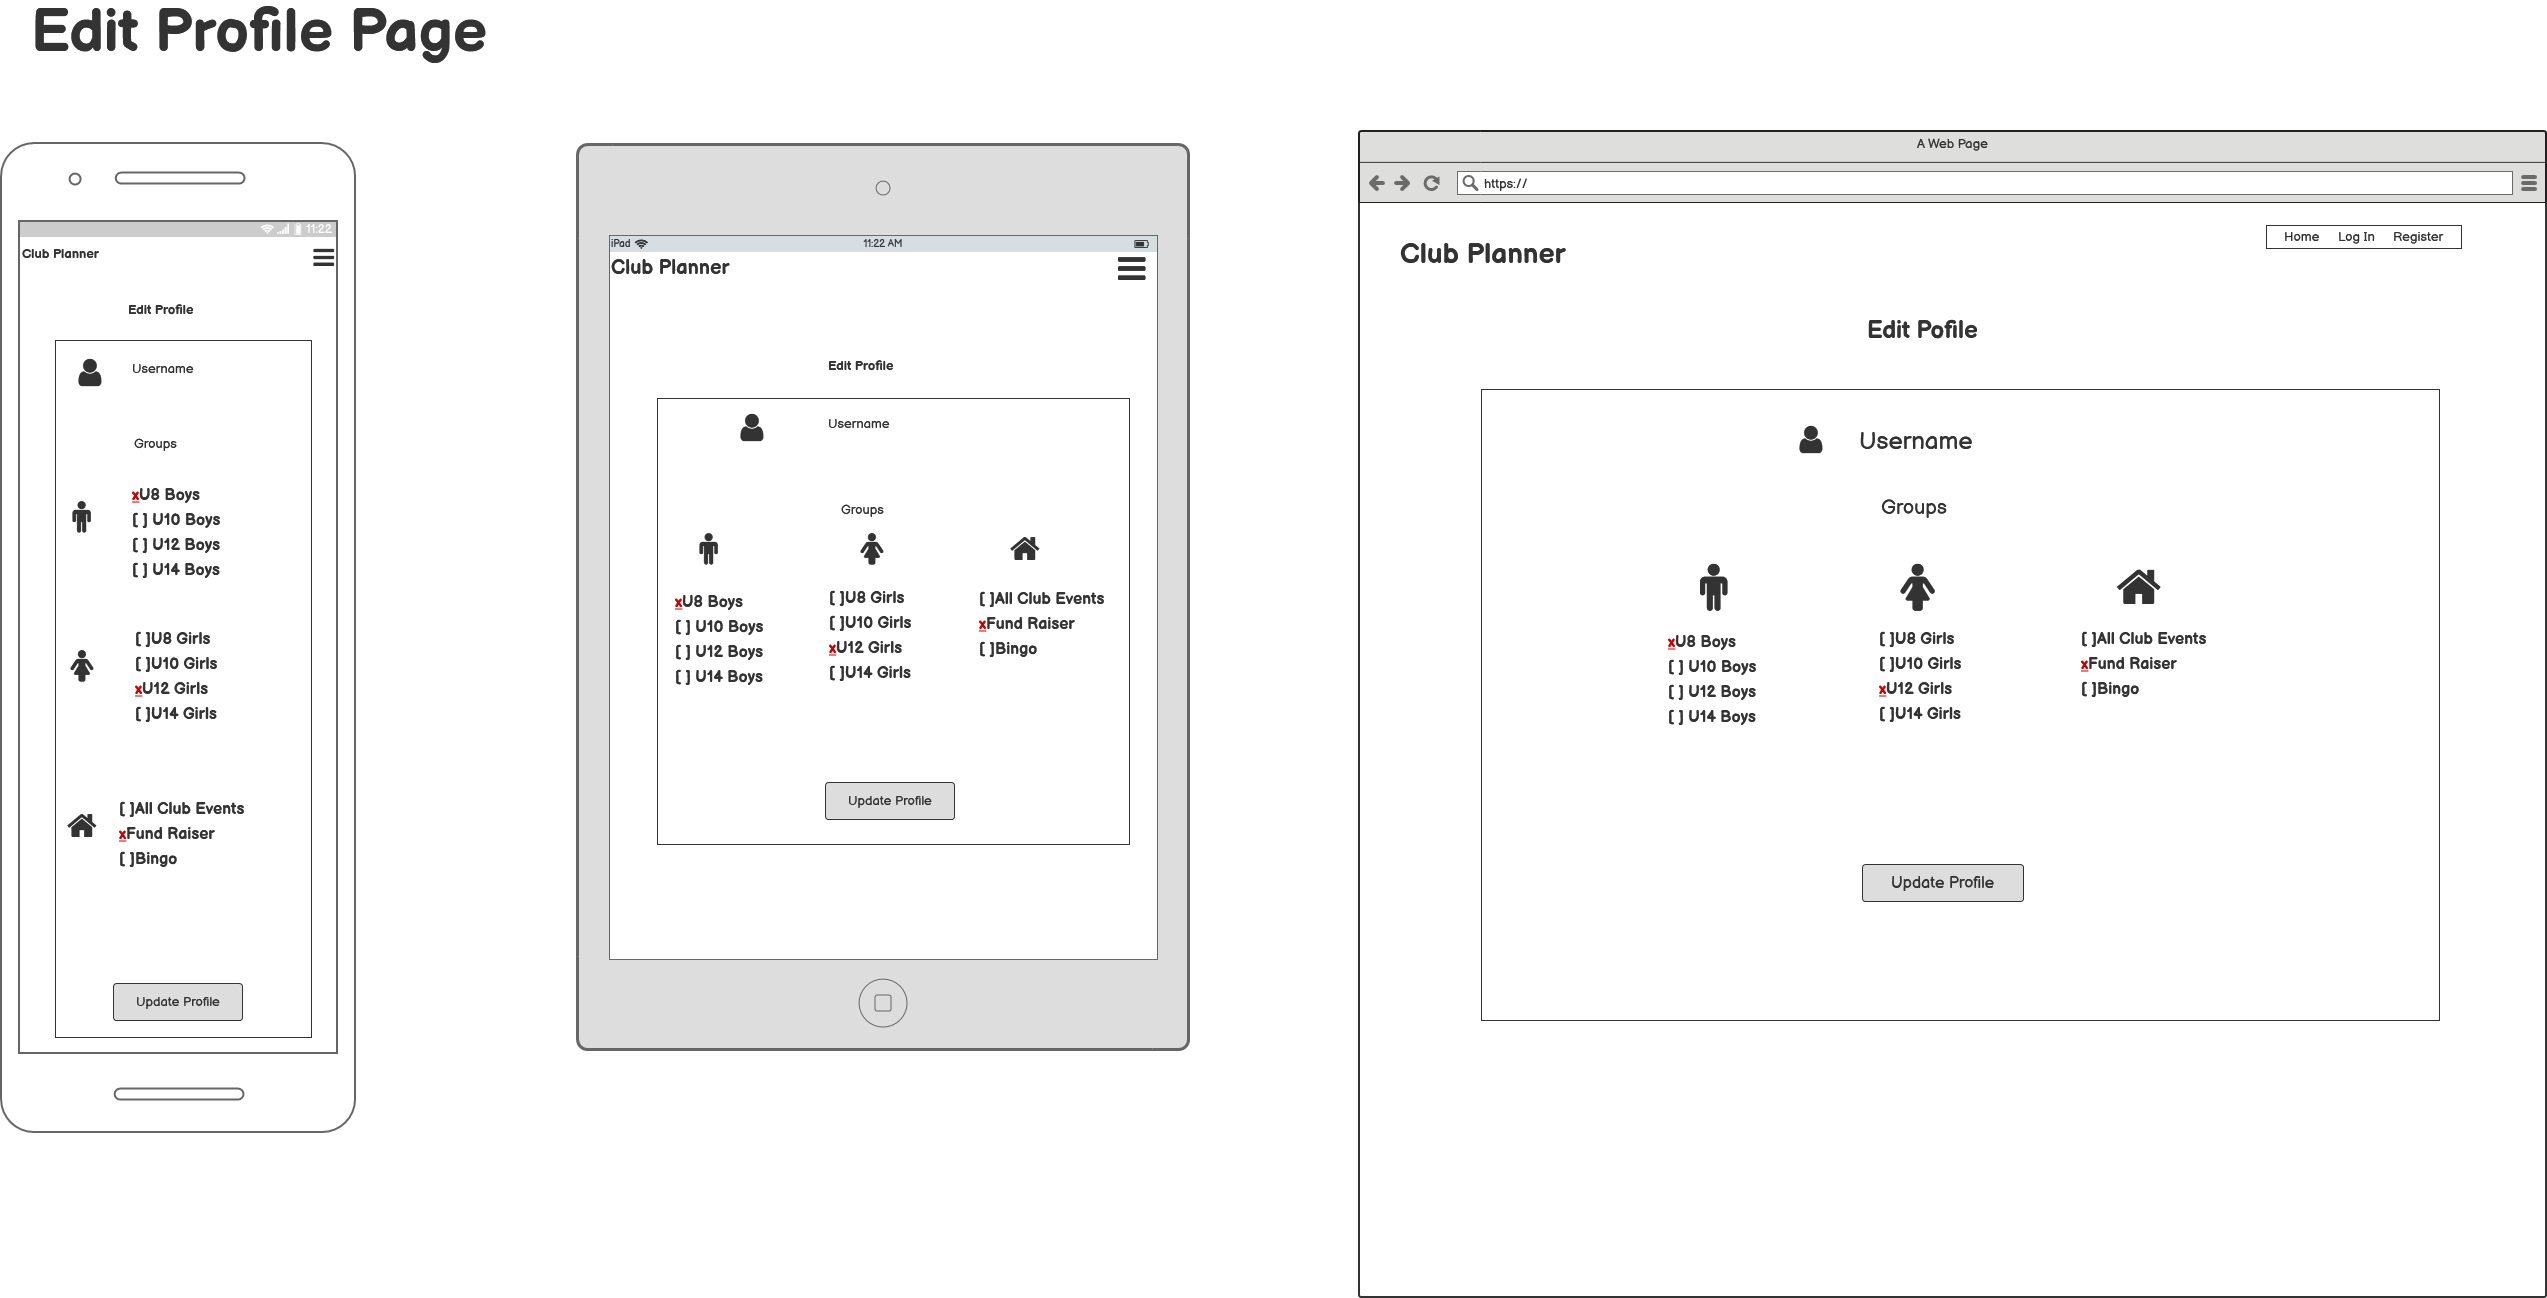 Edit Profile Page
11:22
Club Planner
Edit Profile
Username
Groups
xU8 Boys
[ ] U10 Boys
[ ] U12 Boys
[ ] U14 Boys
[ ]U8 Girls
[ ]U10 Girls
xU12 Girls
[ ]U14 Girls
[ ]All Club Events
xFund Raiser
[ ]Bingo
Update Profile
iPad 11:22 AM
Club Planner
Edit Profile
Username
Groups
xU8 Boys
[ ] U10 Boys
[ ] U12 Boys
[ ] U14 Boys
[ ]U8 Girls
[ ]U10 Girls
xU12 Girls
[ ]U14 Girls
[ ]All Club Events
xFund Raiser
[ ]Bingo
Update Profile
A Web Page
https://
Home Log In Register
Club Planner
Edit Pofile
Username
Groups
xU8 Boys
[ ] U10 Boys
[ ] U12 Boys
[ ] U14 Boys
[ ]U8 Girls
[ ]U10 Girls
xU12 Girls
[ ]U14 Girls
[ ]All Club Events
xFund Raiser
[ ]Bingo
Update Profile